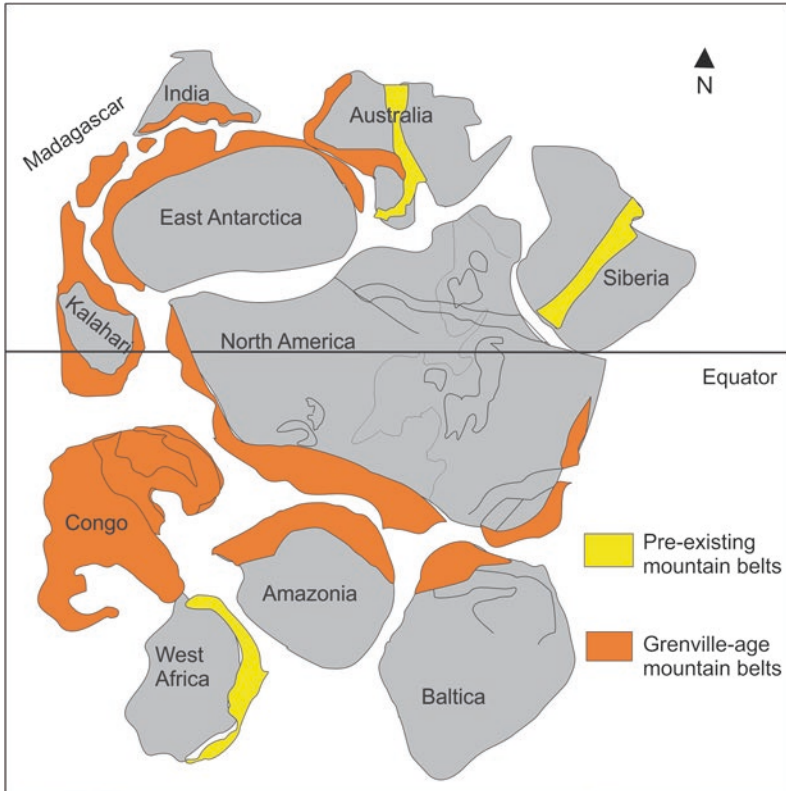 India
Madagascar
Australia
N
East Antarctica
Siberia
Kalahari
North America
Equator
Congo
Pre-existing
mountain belts
Amazonia
West
Africa
Grenville-age
mountain belts
Baltica